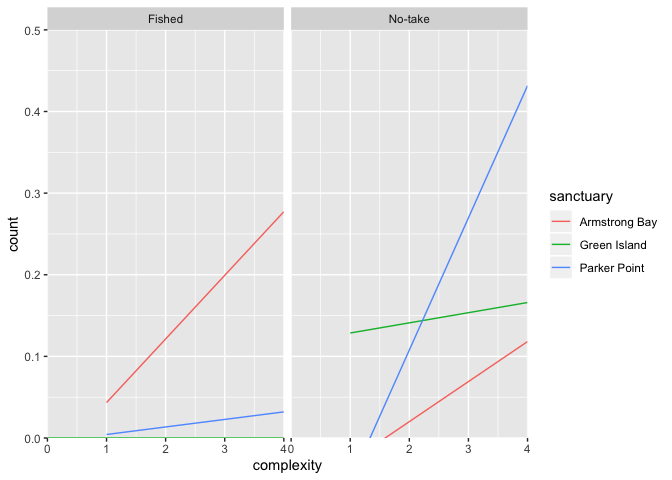 Fished
No-take
0.5
0.4
0.3
0.2
0.1
0.0
0 1 2 3 4
0 1 2 3 4
count
complexity
sanctuary
Armstrong Bay
Green Island
Parker Point